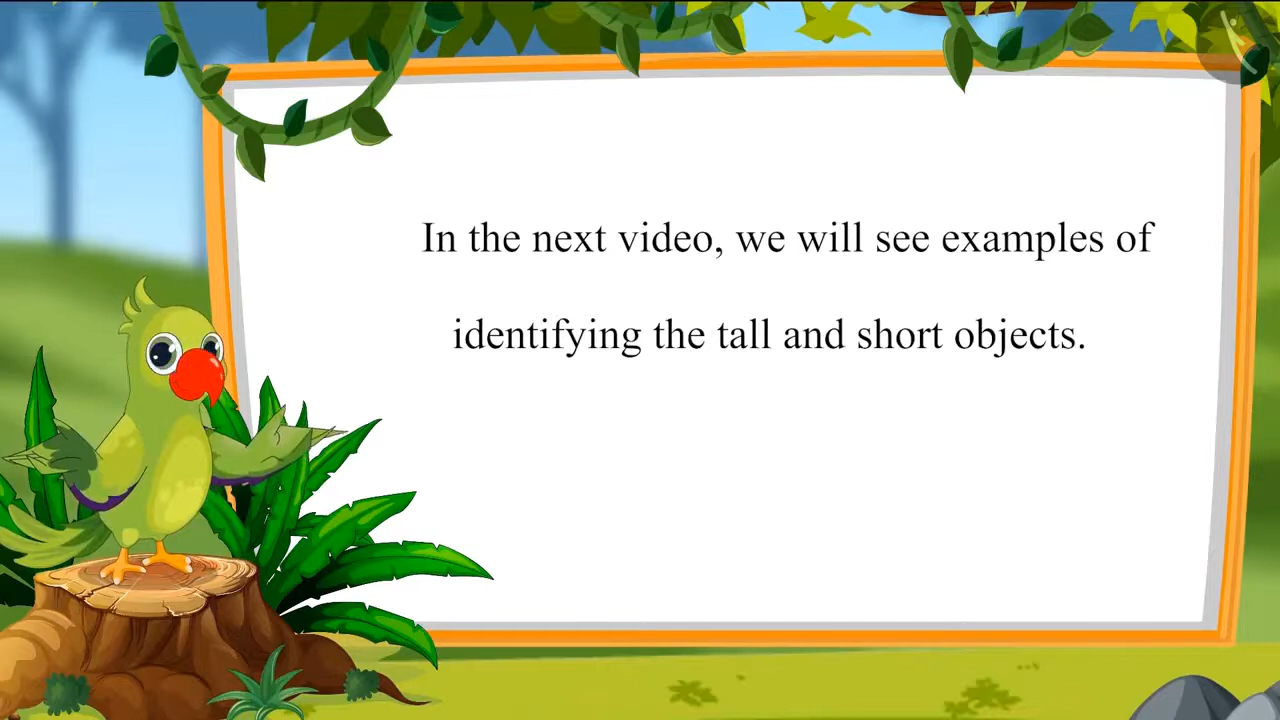 In the next video, we will see examples of
identifying the tall and short objects.